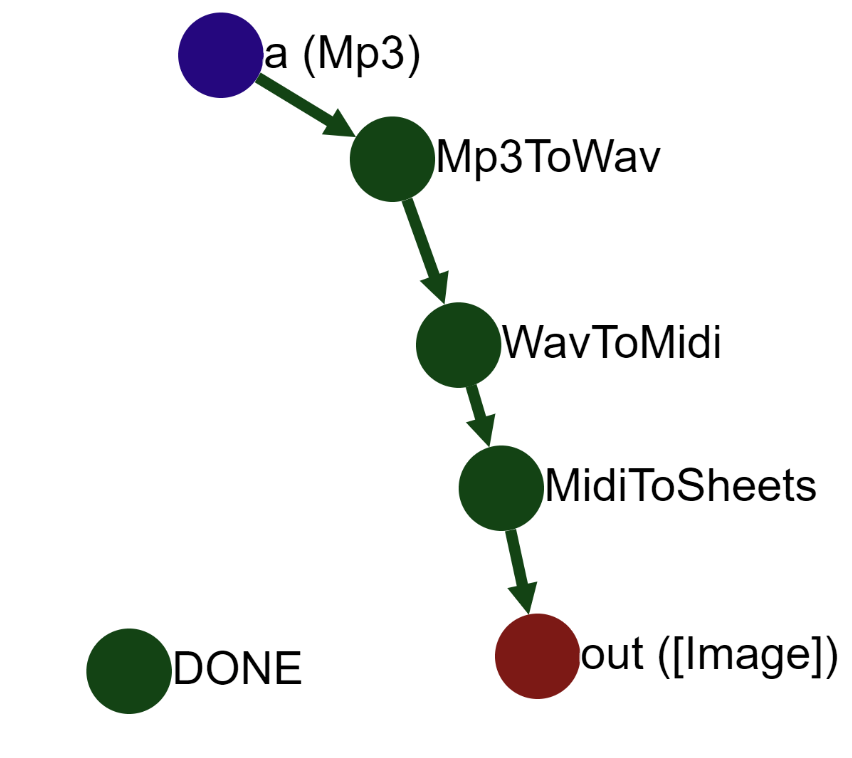 a (Mp3)
Mp3ToWav
WavToMidi
MidiToSheets
out ([Image])
DONE